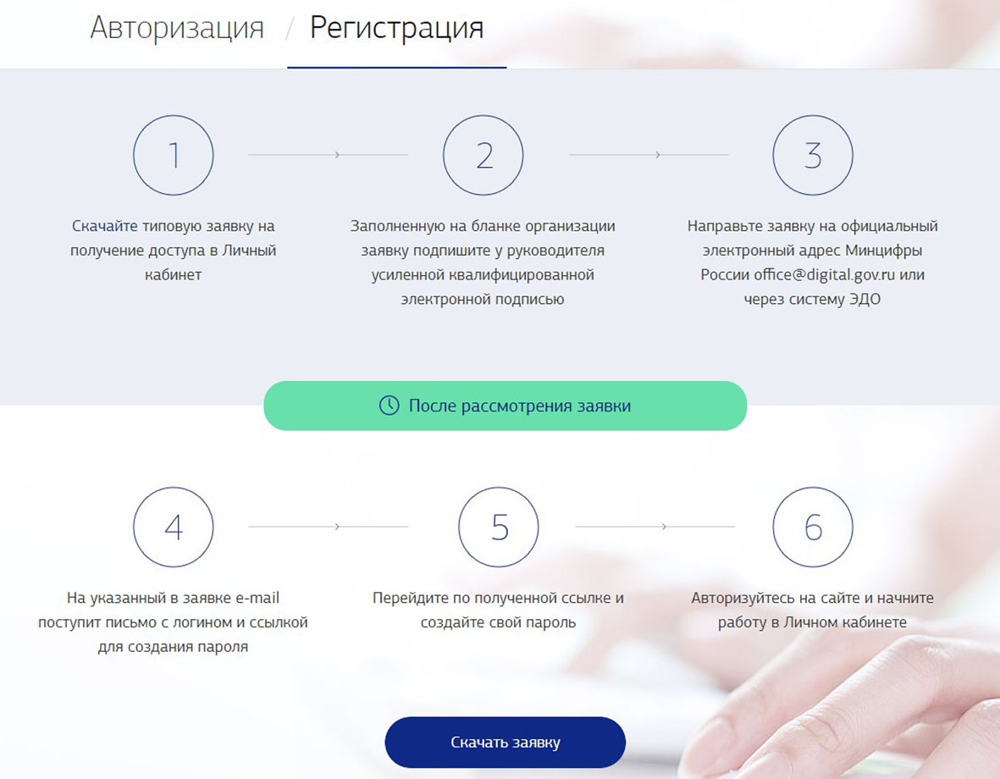 Авторизация / Регистрация
1
2
3
Скачайте типовую заявку на
получение доступа в Личный
кабинет
Заполненную на бланке организации
заявку подпишите у руководителя
усиленной квалифицированной
электронной подписью
Направьте заявку на официальный
электронный адрес Минцифры
России office@digital.gov.ru или
через систему ЭДО
После рассмотрения заявки
4
5
6
На указанный в заявке e-mail
поступит письмо с логином и ссылкой
для создания пароля
Перейдите по полученной ссылке и
создайте свой пароль
Авторизуйтесь на сайте и начните
работу в Личном кабинете
Скачать заявку